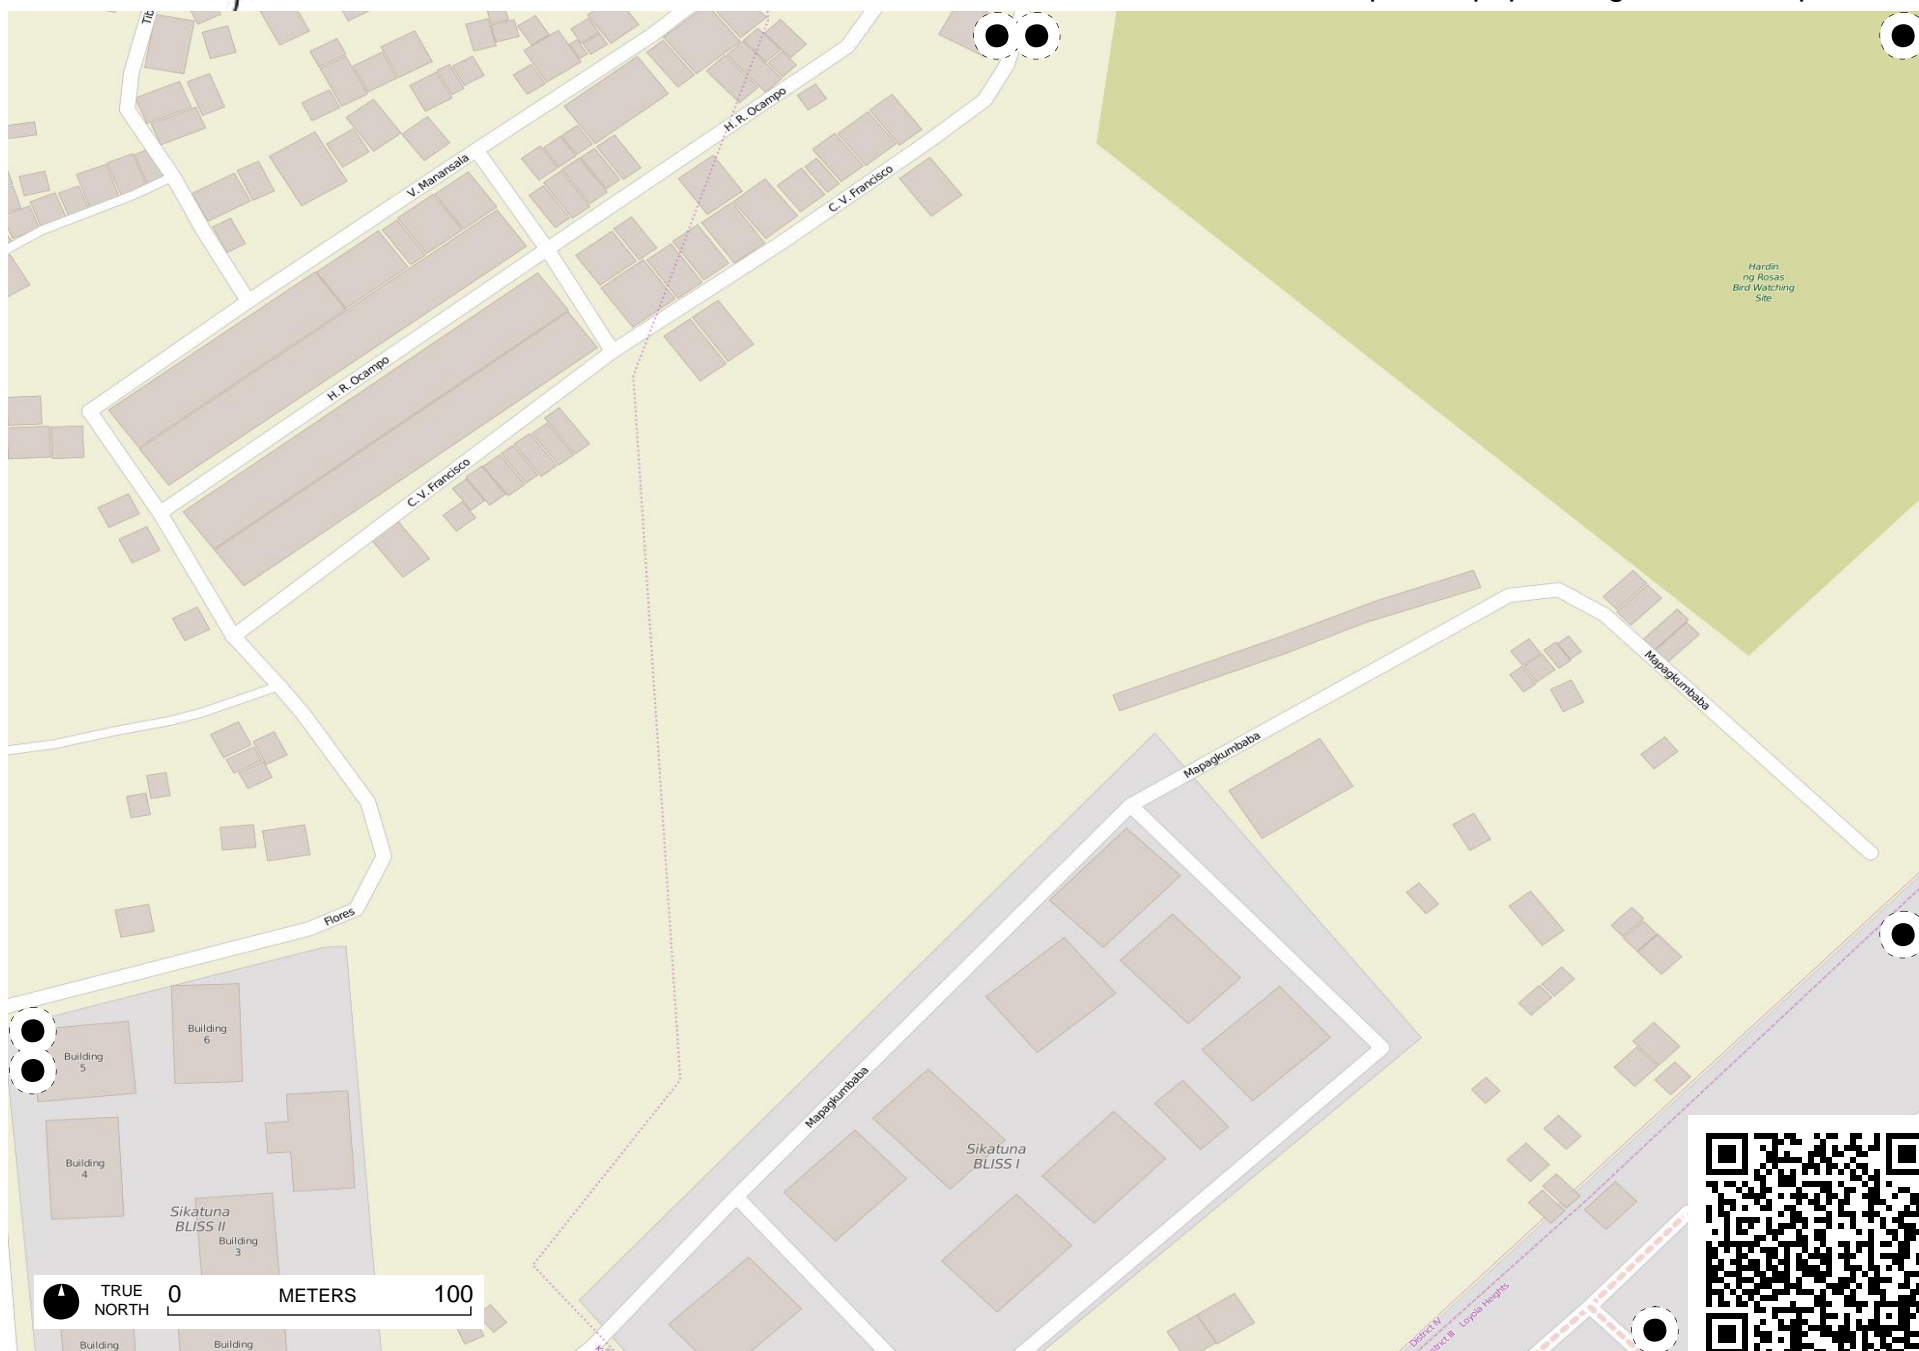 V. Manansala
H. R. Ocampo
C. V. Francisco
Hardin
ng Rosas
Bird Watching
Site
H. R. Ocampo
C. V. Francisco
Mapagkumbaba
Mapagkumbaba
Flores
Building
6
Building
5
Mapagkumbaba
Sikatuna
BLISS I
Building
4
Sikatuna
BLISS II
Building
3
TRUE
NORTH
0 METERS 100
Building
Building
District IV
Loyola Heights